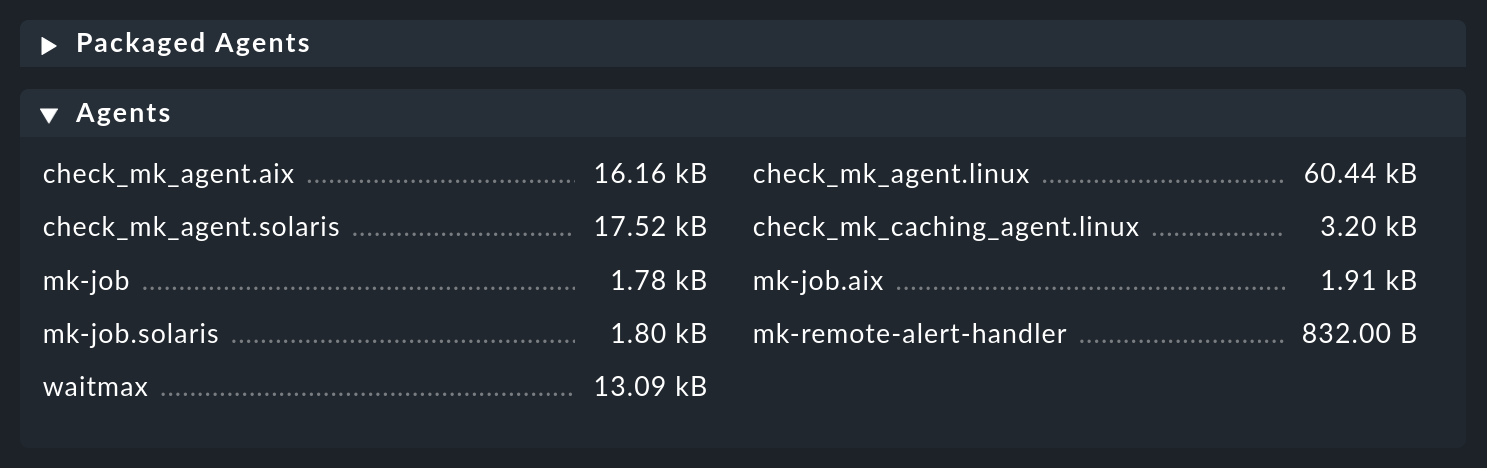 Packaged Agents
Agents
check_mk_agent.aix 16.16 kB check_mk_agent.linux 60.44 kB
check_mk_agent.solaris 17.52 kB check_mk_caching_agent.linux 3.20 kB
mk-job 1.78 kB mk-job.aix 1.91 kB
mk-job.solaris 1.80 kB mk-remote-alert-handler 832.00 B
waitmax 13.09 kB